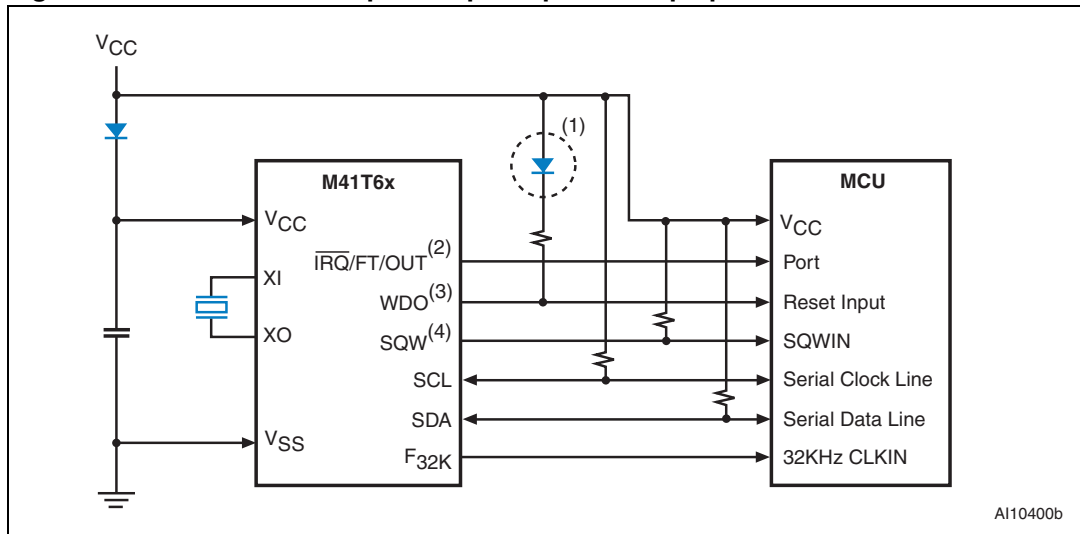 VCC
(1)
M41T6x
MCU
VCC
XI
XO
VSS
IRQ/FT/OUT(2)
WDO(3)
SQW(4)
SCL
SDA
F32K
VCC
Port
Reset Input
SQWIN
Serial Clock Line
Serial Data Line
32KHz CLKIN
AI10400b